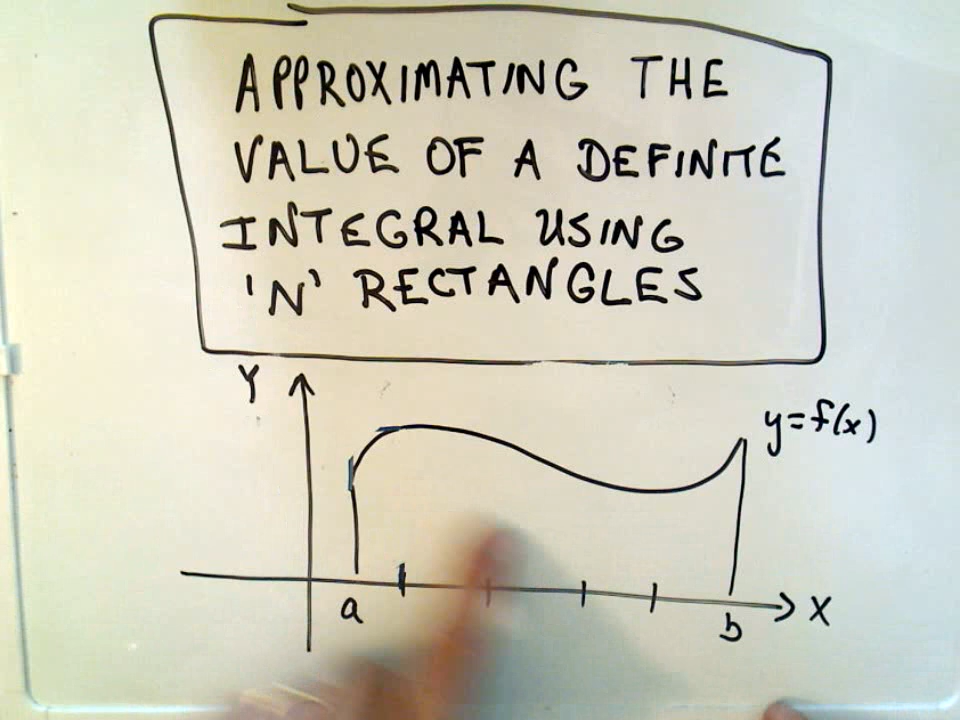 APPROXIMATING THE
VALUE OF A DEFINITE
INTEGRAL USING
'N' RECTANGLES
Y
y=f(x)
a
b
X